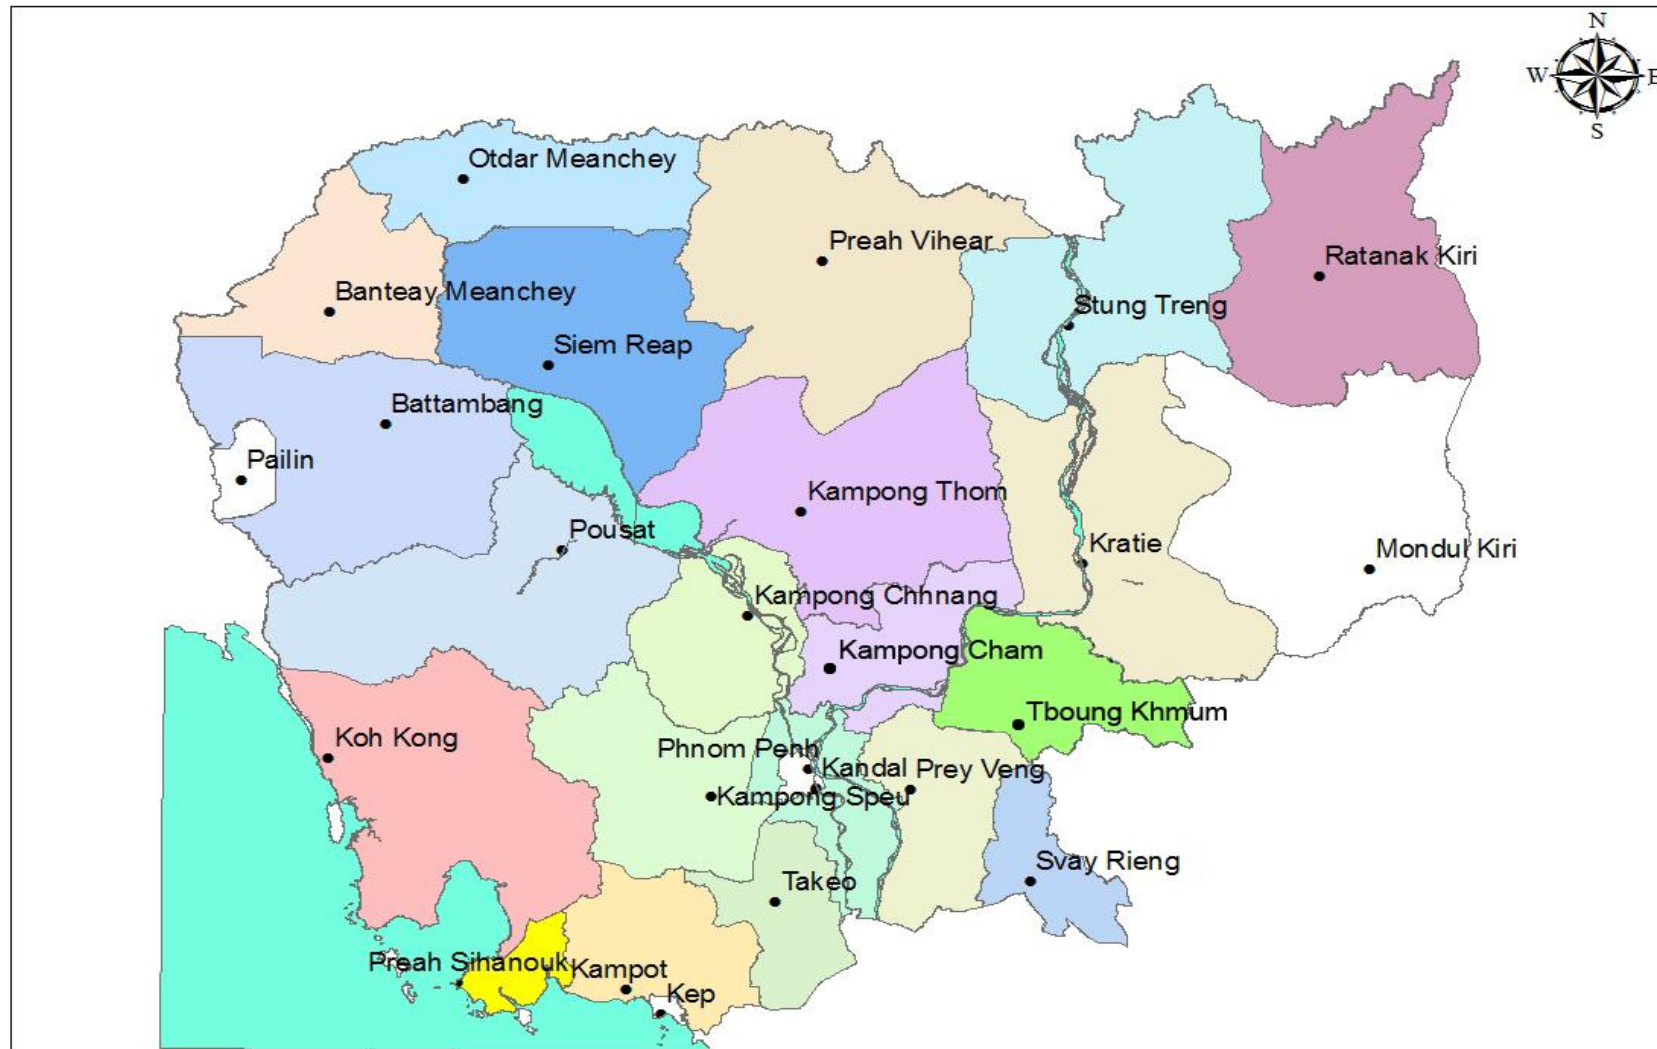 N
W E
S
Otdar Meanchey
Preah Vihear
Ratanak Kiri
Banteay Meanchey
Stung Treng
Siem Reap
Battambang
Pailin
Kampong Thom
Pousat
Kratie
Mondul Kiri
Kampong Chhnang
Kampong Cham
Tboung Khmum
Koh Kong
Phnom Penh
Kandal
Prey Veng
Kampong Speu
Svay Rieng
Takeo
Preah Sihanouk
Kampot
Kep